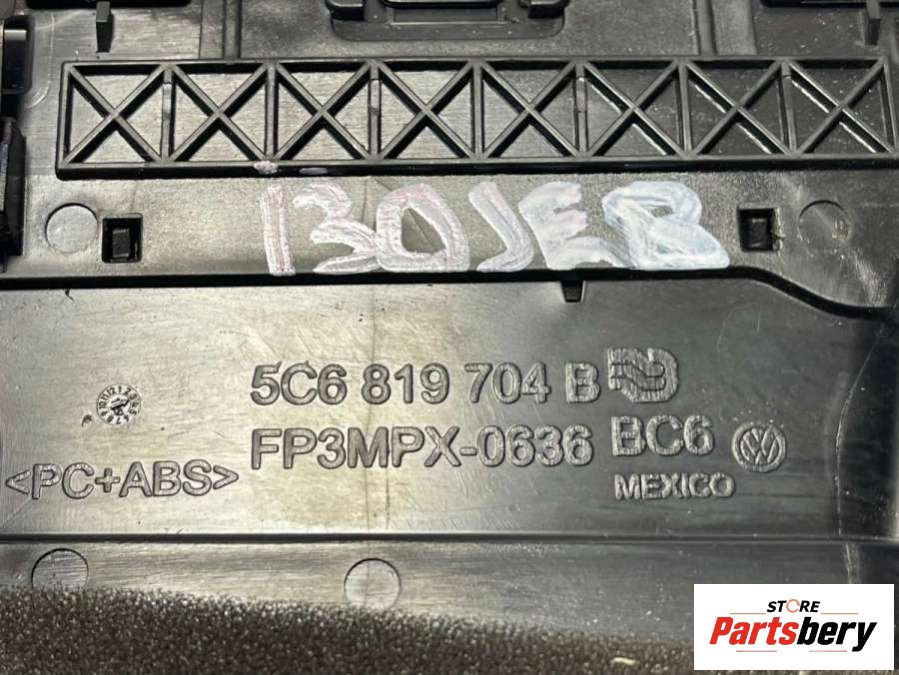 130JEB
5C6 819 704 B
FP3MPX-0636 BC6
<PC+ABS>
MEXICO
STORE
Partsbery